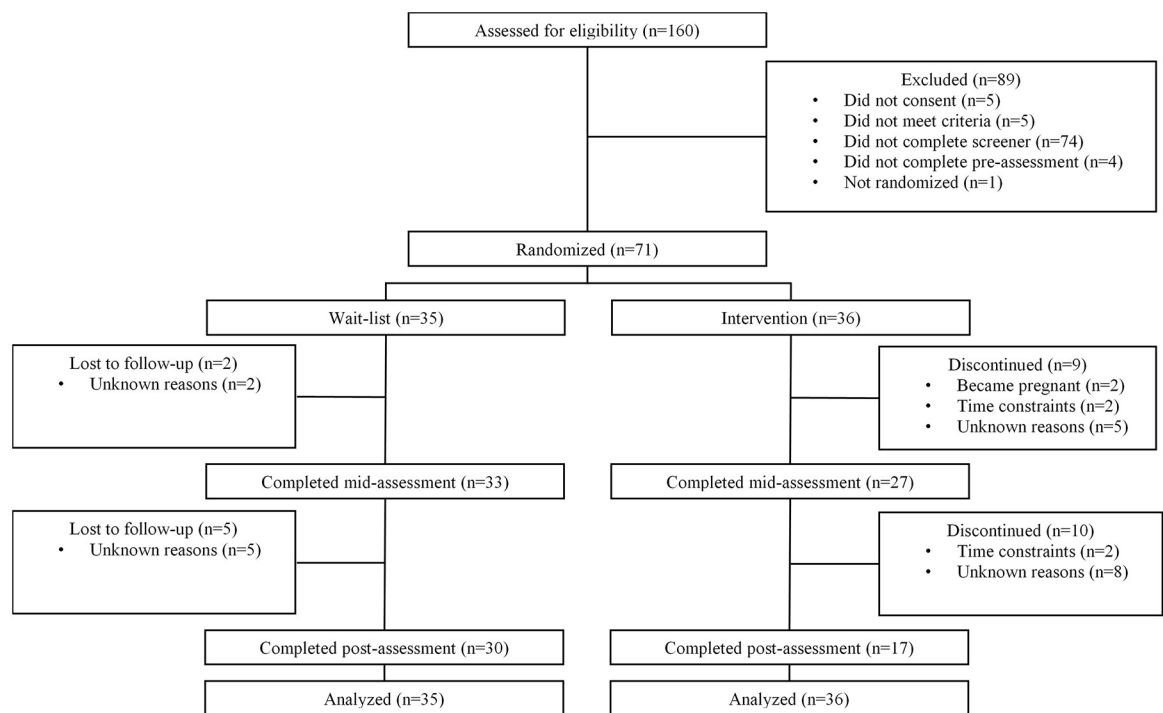 Assessed for eligibility (n=160)
Excluded (n=89)
• Did not consent (n=5)
• Did not meet criteria (n=5)
• Did not complete screener (n=74)
• Did not complete pre-assessment (n=4)
• Not randomized (n=1)
Randomized (n=71)
Wait-list (n=35)
Intervention (n=36)
Lost to follow-up (n=2)
• Unknown reasons (n=2)
Discontinued (n=9)
• Became pregnant (n=2)
• Time constraints (n=2)
• Unknown reasons (n=5)
Completed mid-assessment (n=33)
Completed mid-assessment (n=27)
Lost to follow-up (n=5)
• Unknown reasons (n=5)
Discontinued (n=10)
• Time constraints (n=2)
• Unknown reasons (n=8)
Completed post-assessment (n=30)
Completed post-assessment (n=17)
Analyzed (n=35)
Analyzed (n=36)